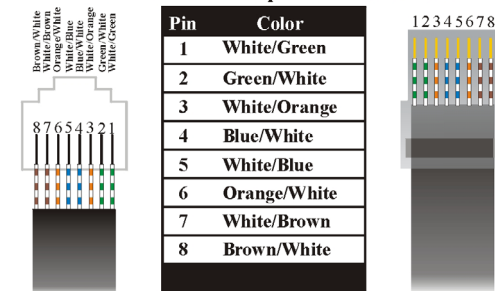 Brown/White
White/Brown
Orange/White
White/Blue
Blue/White
White/Orange
Green/White
White/Green
87654321
Pin Color
1 White/Green
2 Green/White
3 White/Orange
4 Blue/White
5 White/Blue
6 Orange/White
7 White/Brown
8 Brown/White
12345678